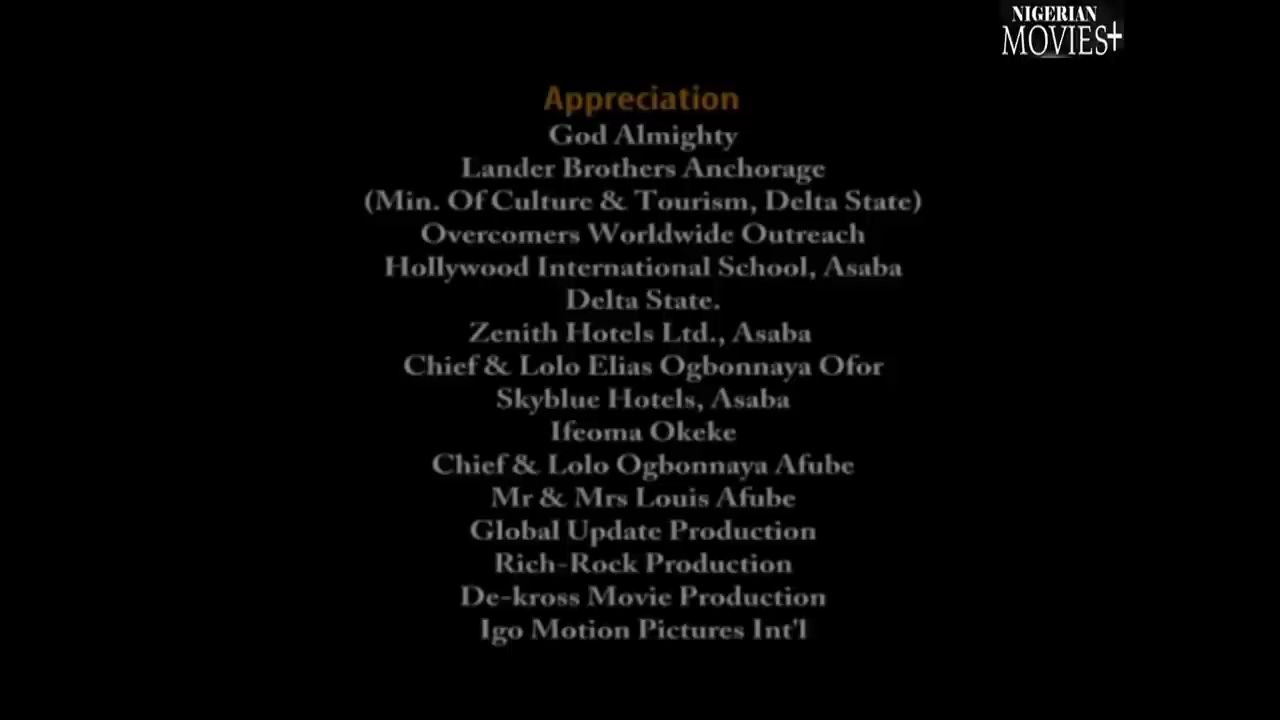 NIGERIAN
MOVIES+
Appreciation
God Almighty
Lander Brothers Anchorage
(Min. Of Culture & Tourism, Delta State)
Overcomers Worldwide Outreach
Hollywood International School, Asaba
Delta State.
Zenith Hotels Ltd., Asaba
Chief & Lolo Elias Ogbonnaya Ofor
Skyblue Hotels, Asaba
Ifeoma Okeke
Chief & Lolo Ogbonnaya Afube
Mr & Mrs Louis Afube
Global Update Production
Rich-Rock Production
De-kross Movie Production
Igo Motion Pictures Int'l